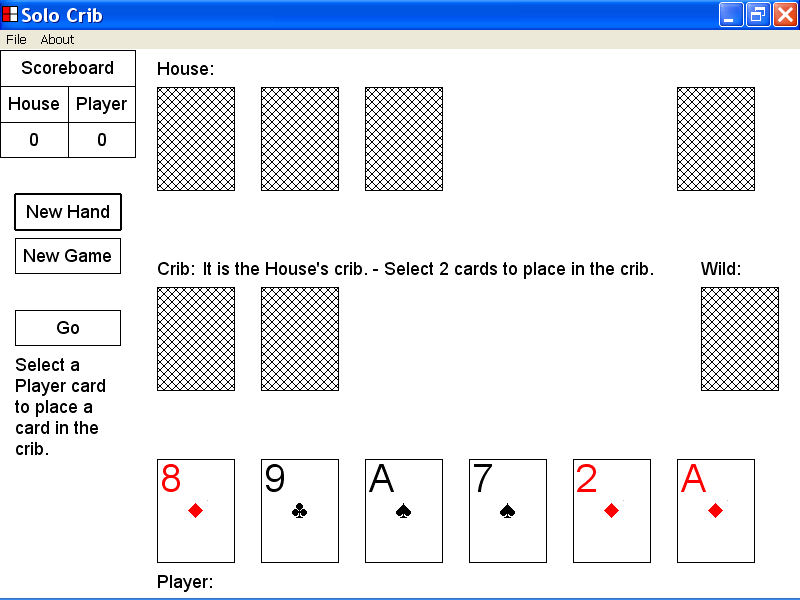 Solo Crib
File About
Scoreboard
House Player
0 0
New Hand
New Game
Go
Select a
Player card
to place a
card in the
crib.
House:
Crib: It is the House's crib. - Select 2 cards to place in the crib.
Wild:
8 9 A 7 2 A
Player: